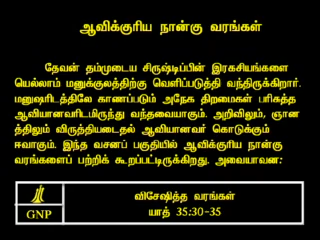 ஆவிக்குரிய நான்கு வரங்கள்
தேவன் தம்முடைய சிருஷ்டிப்பின் இரகசியங்களை
யெல்லாம் மனுக்குலத்திற்கு வெளிப்படுத்தி வந்திருக்கிறார்.
மனுஷரிடத்திலே காணப்படும் அநேக திறமைகள் பரிசுத்த
ஆவியானவரிடமிருந்து வந்தவையாகும். அறிவிலும், ஞான
த்திலும் விருத்தியடைதல் ஆவியானவர் கொடுக்கும்
ஈவாகும். இந்த வசனப் பகுதியில் ஆவிக்குரிய நான்கு
வரங்களைப் பற்றிக் கூறப்பட்டிருக்கிறது. அவையாவன:
GNP
விசேஷித்த வரங்கள்
யாத் 35:30-35